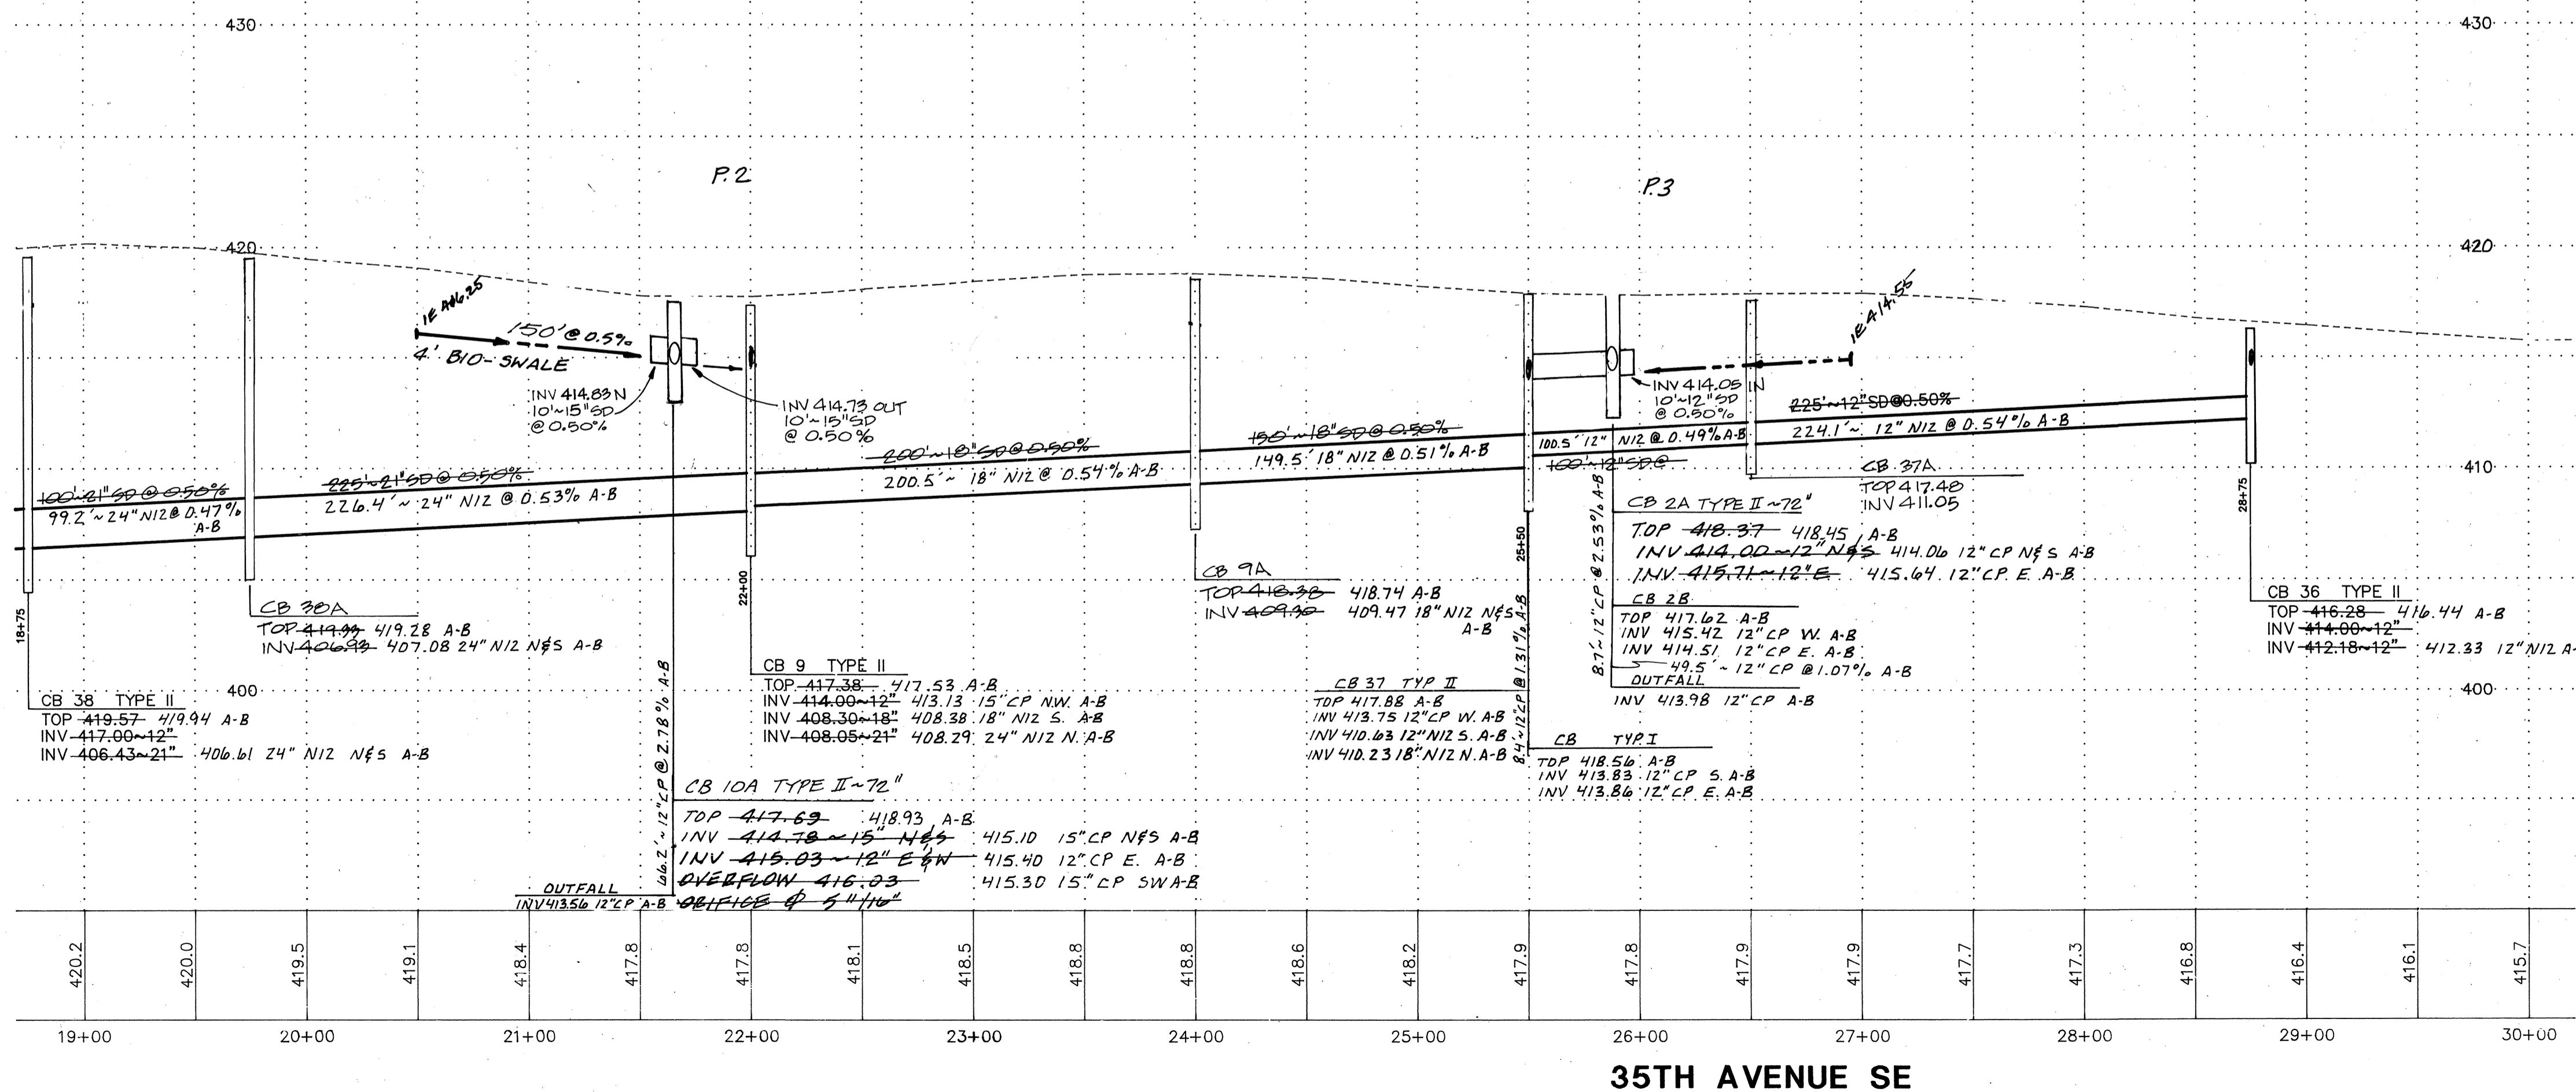 430
430
P.2
P.3
420
420
IE 416.25
150' @ 0.5%
4' BIO-SWALE
IE 414.55
INV 414.83 N
10'~15"SD
@ 0.50%
INV 414.73 OUT
10'~15"SD
@ 0.50%
INV 414.05 IN
10'~12"SD
@ 0.50%
100'~21"SD @ 0.50%
99.2'~24" N12 @ 0.47%
A-B
225'~21"SD @ 0.50%
226.4'~24" N12 @ 0.53% A-B
200'~18"SD @ 0.50%
200.5'~ 18" N12 @ 0.54% A-B
150'~18"SD @ 0.50%
149.5' 18" N12 @ 0.51% A-B
100.5' 12" N12 @ 0.49% A-B
100'~12"SD@
225'~12"SD@0.50%
224.1'~ 12" N12 @ 0.54% A-B
410
410
CB 37A
TOP 417.48
INV 411.05
18+75
CB 38 TYPE II
TOP 419.57 419.94 A-B
INV 417.00~12"
INV 406.43~21" 406.61 24" N12 N&S A-B
CB 38A
TOP 419.93 419.28 A-B
INV 406.93 407.08 24" N12 N&S A-B
400
400
66.2'~12"CP @ 2.78% A-B
22+00
CB 9 TYPE II
TOP 417.38 417.53 A-B
INV 414.00~12" 413.13 15"CP N.W. A-B
INV 408.30~18" 408.38 18" N12 S. A-B
INV 408.05~21" 408.29 24" N12 N. A-B
CB 10A TYPE II~72"
TOP 417.69 418.93 A-B
INV 414.78~15" N&S 415.10 15"CP N&S A-B
INV 415.03~12" E&W 415.40 12"CP E. A-B
OVERFLOW 416.03 415.30 15"CP SW A-B
ORIFICE Φ 5 11/16"
OUTFALL
INV 413.56 12"CP A-B
CB 9A
TOP 418.38 418.74 A-B
INV 409.30 409.47 18" N12 N&S
A-B
25+50
CB 37 TYP II
TOP 417.88 A-B
INV 413.75 12"CP W. A-B
INV 410.63 12" N12 S. A-B
INV 410.23 18" N12 N. A-B
8.4'~12"CP @ 1.31% A-B
CB TYP. I
TOP 418.56 A-B
INV 413.83 12"CP S. A-B
INV 413.86 12"CP E. A-B
8.7'~12"CP @ 2.53% A-B
CB 2A TYPE II~72"
TOP 418.37 418.45 A-B
INV 414.00~12"N&S 414.06 12"CP N&S A-B
INV 415.71~12"E 415.64 12"CP E. A-B
CB 2B
TOP 417.62 A-B
INV 415.42 12"CP W. A-B
INV 414.51 12"CP E. A-B
49.5'~12"CP @1.07% A-B
OUTFALL
INV 413.98 12"CP A-B
28+75
CB 36 TYPE II
TOP 416.28 416.44 A-B
INV 414.00~12"
INV 412.18~12" 412.33 12"N12 A-
420.2 420.0 419.5 419.1 418.4 417.8 417.8 418.1 418.5 418.8 418.8 418.6 418.2 417.9 417.8 417.9 417.9 417.7 417.3 416.8 416.4 416.1 415.7
19+00 20+00 21+00 22+00 23+00 24+00 25+00 26+00 27+00 28+00 29+00 30+00
35TH AVENUE SE